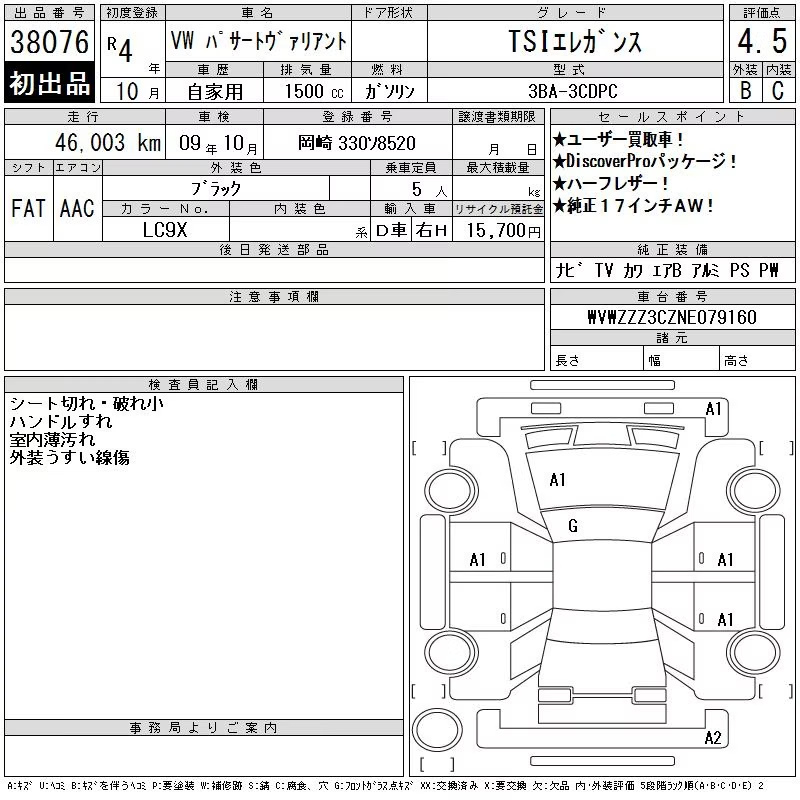 出品番号 初度登録 車名 ドア形状 グレード 評価点
38076 R 4 年 VW ﾊﾟｻｰﾄｳﾞｧﾘｱﾝﾄ TSIｴﾚｶﾞﾝｽ 4.5
車歴 排気量 燃料 型式 外装 内装
初出品 10 月 自家用 1500 CC ｶﾞｿﾘﾝ 3BA-3CDPC B C
走行 車検 登録番号 譲渡書類期限 セールスポイント
46,003 km 09 年 10 月 岡崎 330ｿ8520 月 日
★ユーザー買取車！
★DiscoverProパッケージ！
★ハーフレザー！
★純正１７インチAW！
シフト エアコン 外装色 乗車定員 最大積載量
FAT AAC ブラック 5 人 kg
カラーNo. 内装色 輸入車 リサイクル預託金
LC9X 系 D車 右H 15,700円
後日発送部品 純正装備
ﾅﾋﾞ TV ｶﾜ ｴｱB ｱﾙﾐ PS PW
注意事項欄 車台番号
WVWZZZ3CZNE079160
諸元
長さ 幅 高さ
検査員記入欄
シート切れ・破れ小
ハンドルすれ
室内薄汚れ
外装うすい線傷
A1
A1
G
A1 A1
A1
A2
事務局よりご案内
A:ｷｽﾞ U:ﾍｺﾐ B:ｷｽﾞを伴うﾍｺﾐ P:要塗装 W:補修跡 S:錆 C:腐食、穴 G:ﾌﾛﾝﾄｶﾞﾗｽ点ｷｽﾞ XX:交換済み X:要交換 欠:欠品 内･外装評価 5段階ﾗﾝｸ順(A･B･C･D･E) 2